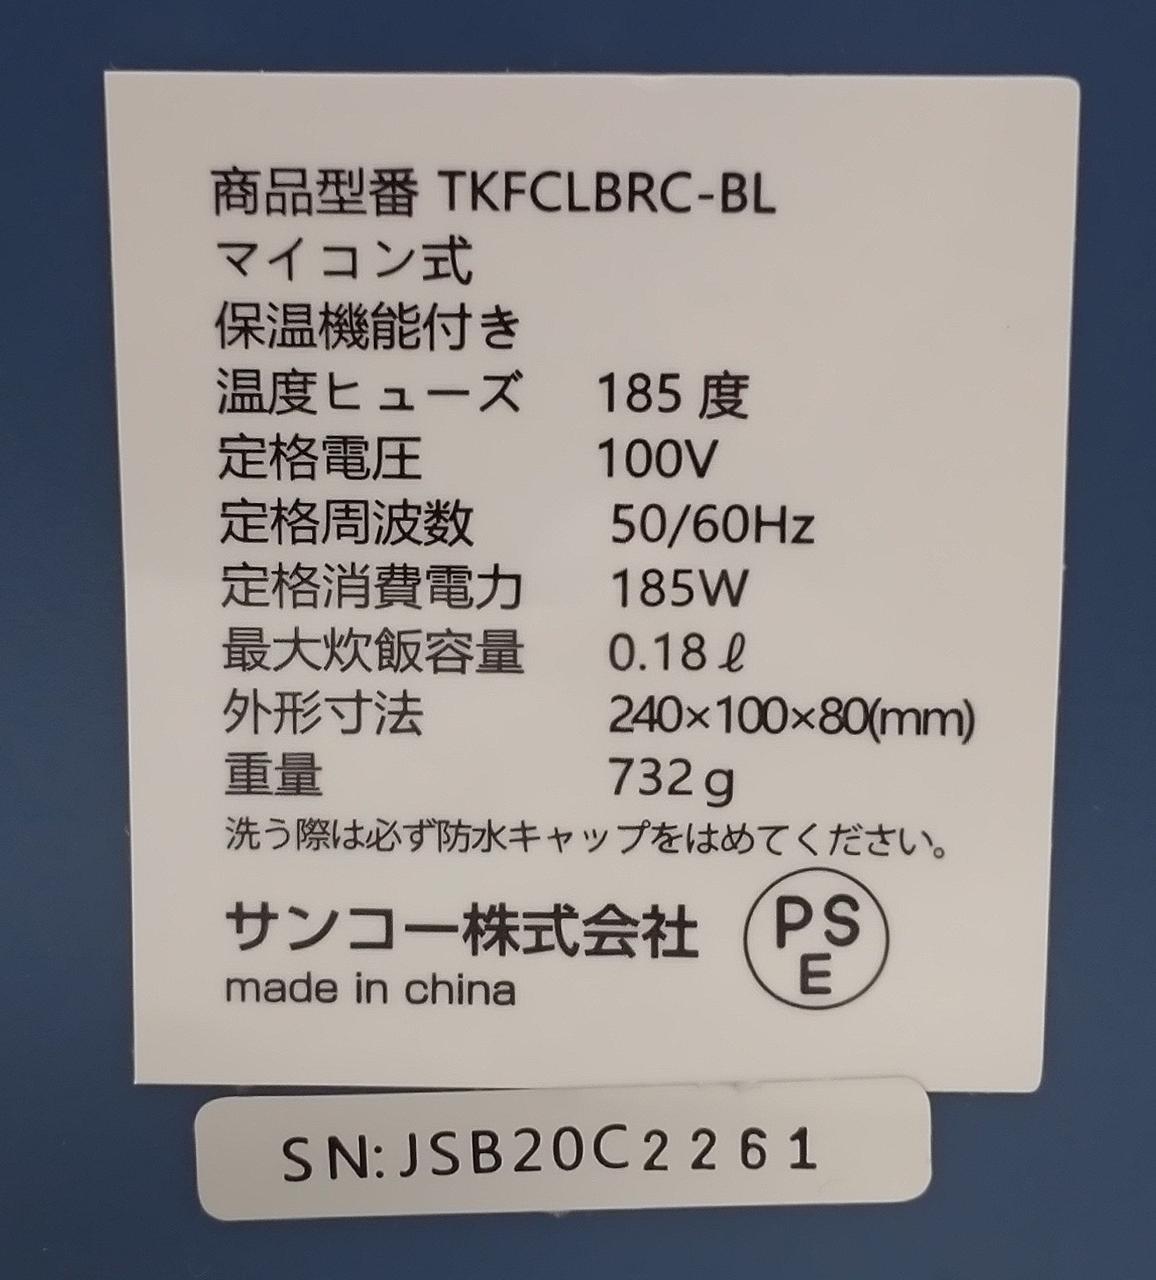 商品型番 TKFCLBRC-BL
マイコン式
保温機能付き
温度ヒューズ 185 度
定格電圧 100V
定格周波数 50/60Hz
定格消費電力 185W
最大炊飯容量 0.18ℓ
外形寸法 240×100×80(mm)
重量 732g
洗う際は必ず防水キャップをはめてください。
サンコー株式会社
PS
E
made in china
SN:JSB20C2261